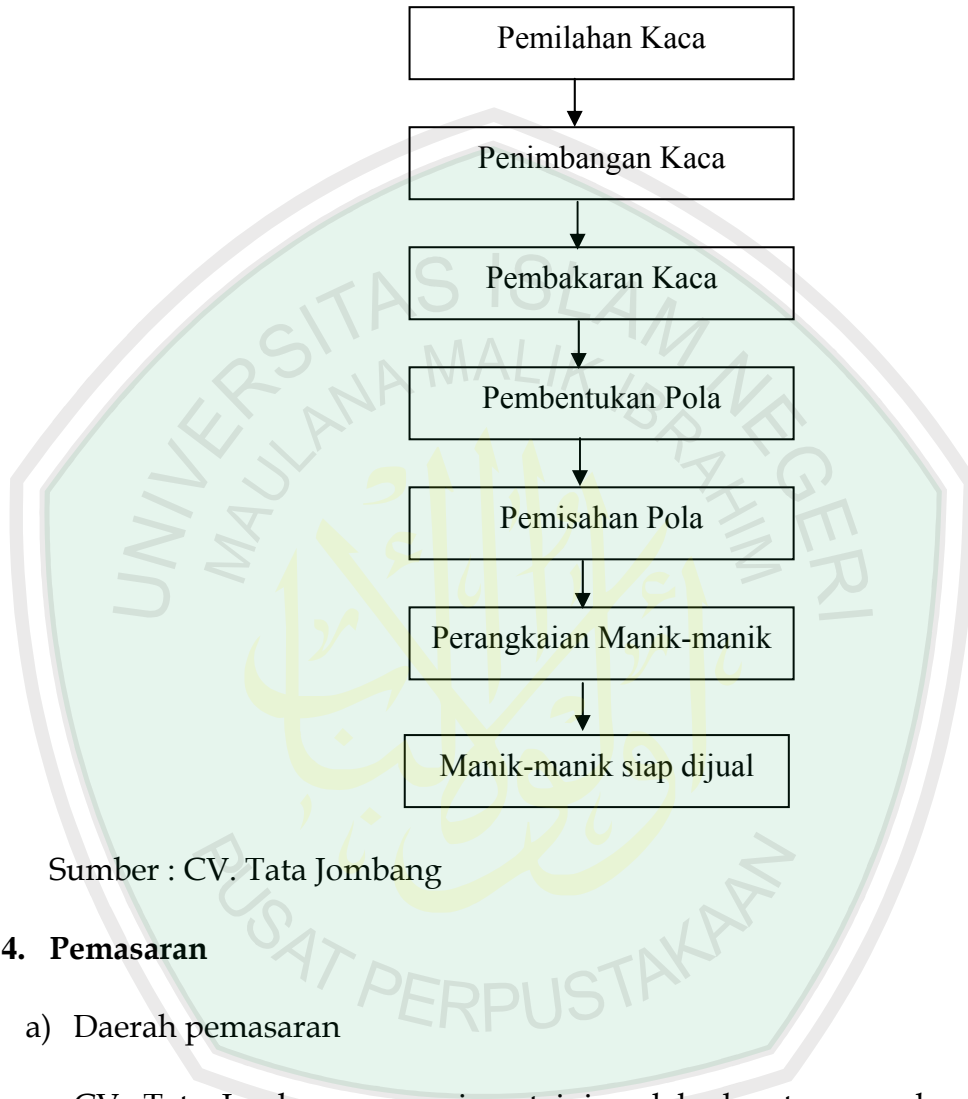 Pemilahan Kaca
Penimbangan Kaca
Pembakaran Kaca
Pembentukan Pola
Pemisahan Pola
Perangkaian Manik-manik
Manik-manik siap dijual
Sumber : CV. Tata Jombang
4. Pemasaran
a) Daerah pemasaran
UNIVERSITAS ISLAM NEGERI
MAULANA MALIK IBRAHIM
PUSAT PERPUSTAKAAN